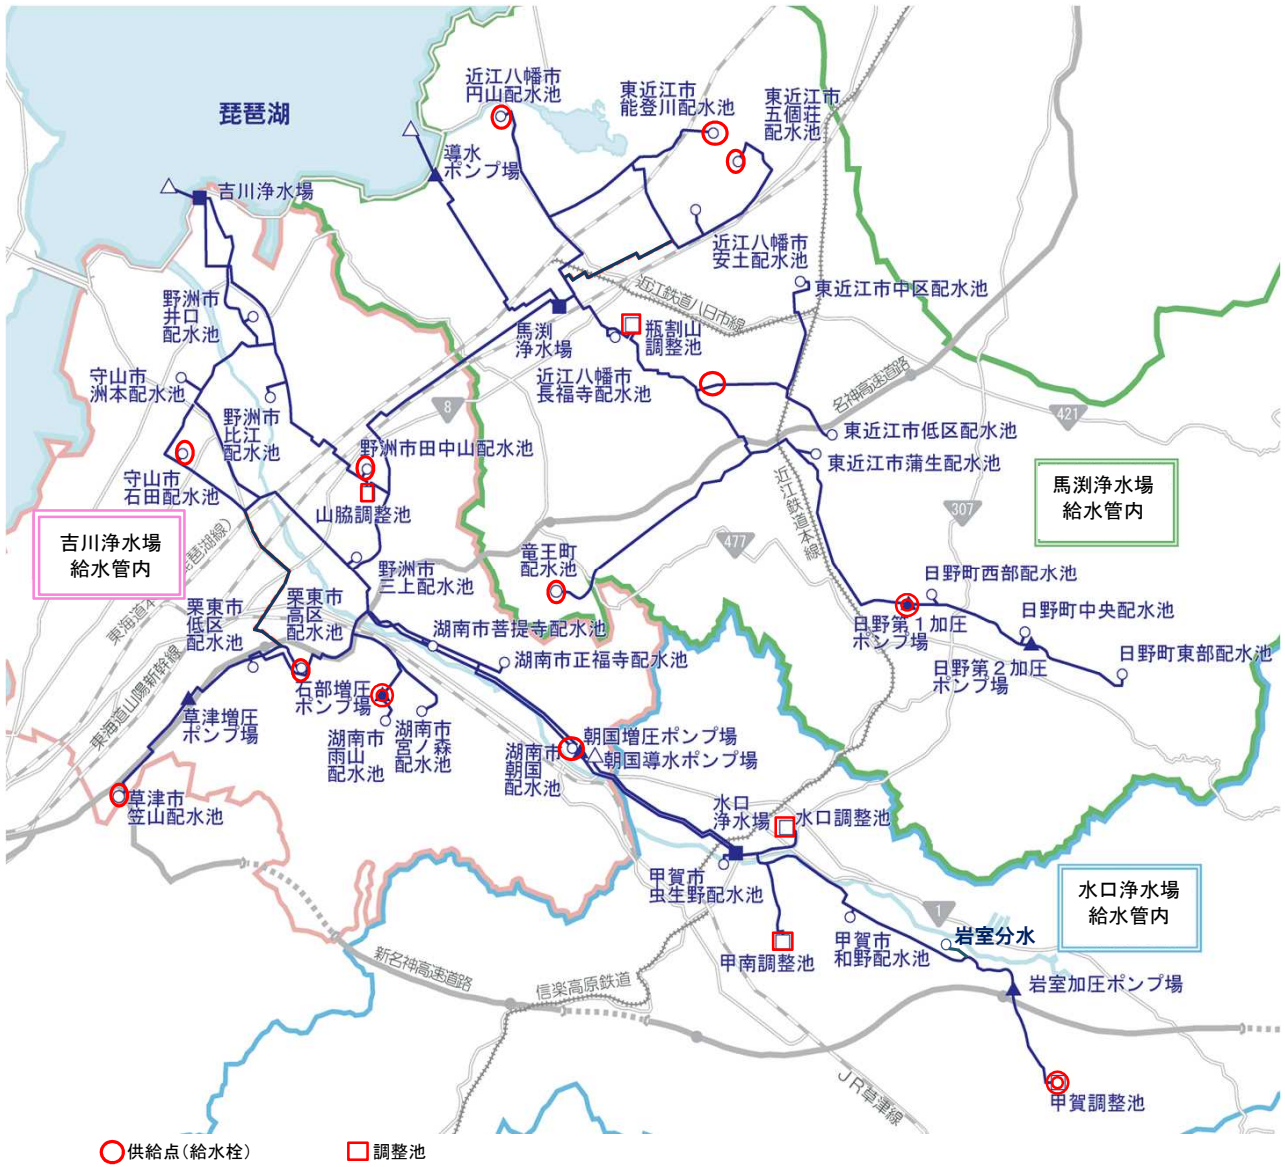 近江八幡市
円山配水池
東近江市
能登川配水池
東近江市
五個荘
配水池
琵琶湖
導水
ポンプ場
吉川浄水場
近江八幡市
安土配水池
東近江市中区配水池
近江鉄道八日市線
野洲市
井口
配水池
馬渕
浄水場
瓶割山
調整池
近江八幡市
長福寺配水池
名神高速道路
守山市
洲本配水池
野洲市
比江
配水池
8
421
野洲市田中山配水池
東近江市低区配水池
東近江市蒲生配水池
守山市
石田配水池
山脇調整池
近江鉄道本線
307
馬渕浄水場
給水管内
吉川浄水場
給水管内
東海道本線(琵琶湖線)
477
竜王町
配水池
野洲市
三上配水池
栗東市
低区
配水池
栗東市
高区
配水池
日野町西部配水池
日野町中央配水池
日野第1加圧
ポンプ場
湖南市菩提寺配水池
湖南市正福寺配水池
日野第2加圧
ポンプ場
日野町東部配水池
東海道山陽新幹線
草津増圧
ポンプ場
石部増圧
ポンプ場
湖南市
雨山
配水池
湖南市
宮ノ森
配水池
湖南市
朝国
配水池
朝国増圧ポンプ場
朝国導水ポンプ場
草津市
笠山配水池
水口
浄水場
水口調整池
甲賀市
虫生野配水池
水口浄水場
給水管内
1
岩室分水
甲賀市
和野配水池
甲南調整池
新名神高速道路
信楽高原鉄道
岩室加圧ポンプ場
JR草津線
甲賀調整池
供給点(給水栓)
調整池